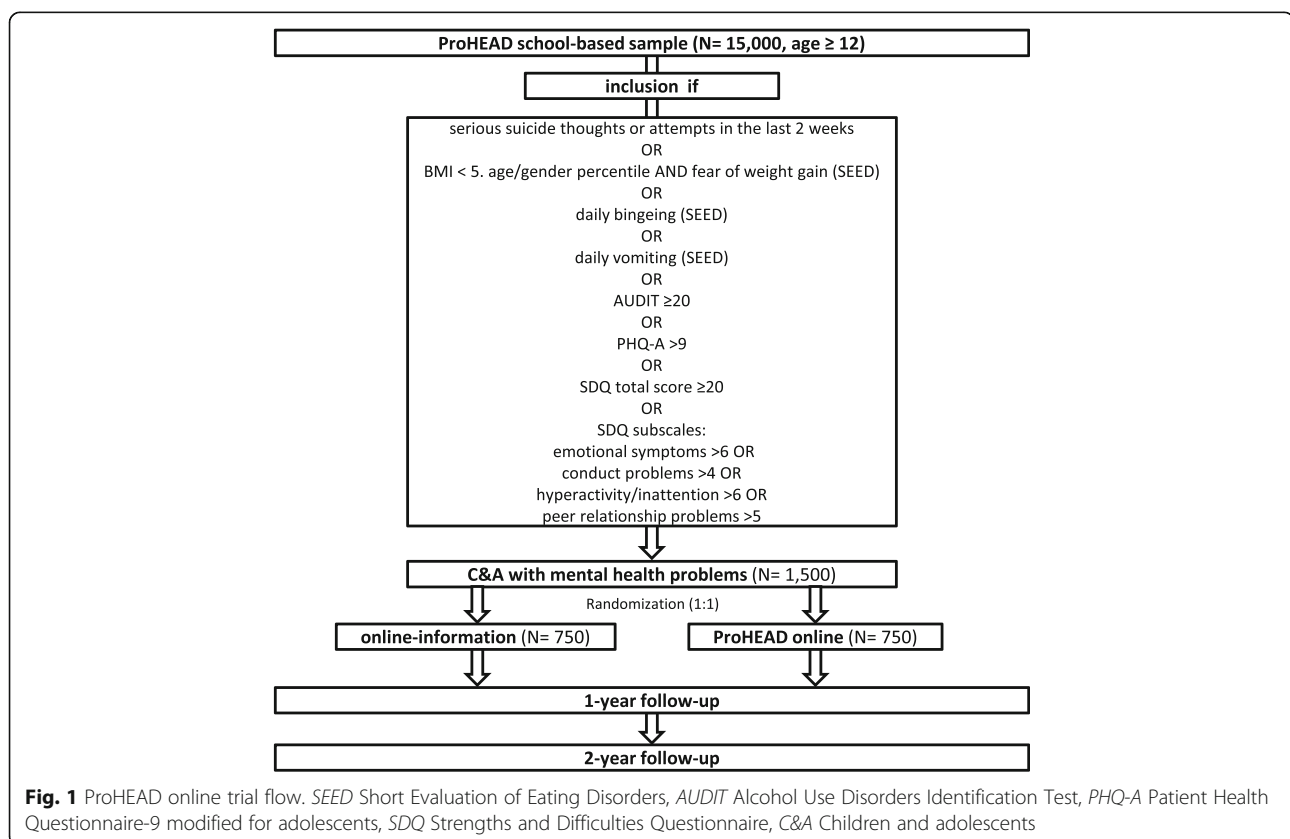 ProHEAD school-based sample (N= 15,000, age ≥ 12)
inclusion if
serious suicide thoughts or attempts in the last 2 weeks
OR
BMI < 5. age/gender percentile AND fear of weight gain (SEED)
OR
daily bingeing (SEED)
OR
daily vomiting (SEED)
OR
AUDIT ≥20
OR
PHQ-A >9
OR
SDQ total score ≥20
OR
SDQ subscales:
emotional symptoms >6 OR
conduct problems >4 OR
hyperactivity/inattention >6 OR
peer relationship problems >5
C&A with mental health problems (N= 1,500)
Randomization (1:1)
online-information (N= 750)
ProHEAD online (N= 750)
1-year follow-up
2-year follow-up
Fig. 1 ProHEAD online trial flow. SEED Short Evaluation of Eating Disorders, AUDIT Alcohol Use Disorders Identification Test, PHQ-A Patient Health
Questionnaire-9 modified for adolescents, SDQ Strengths and Difficulties Questionnaire, C&A Children and adolescents